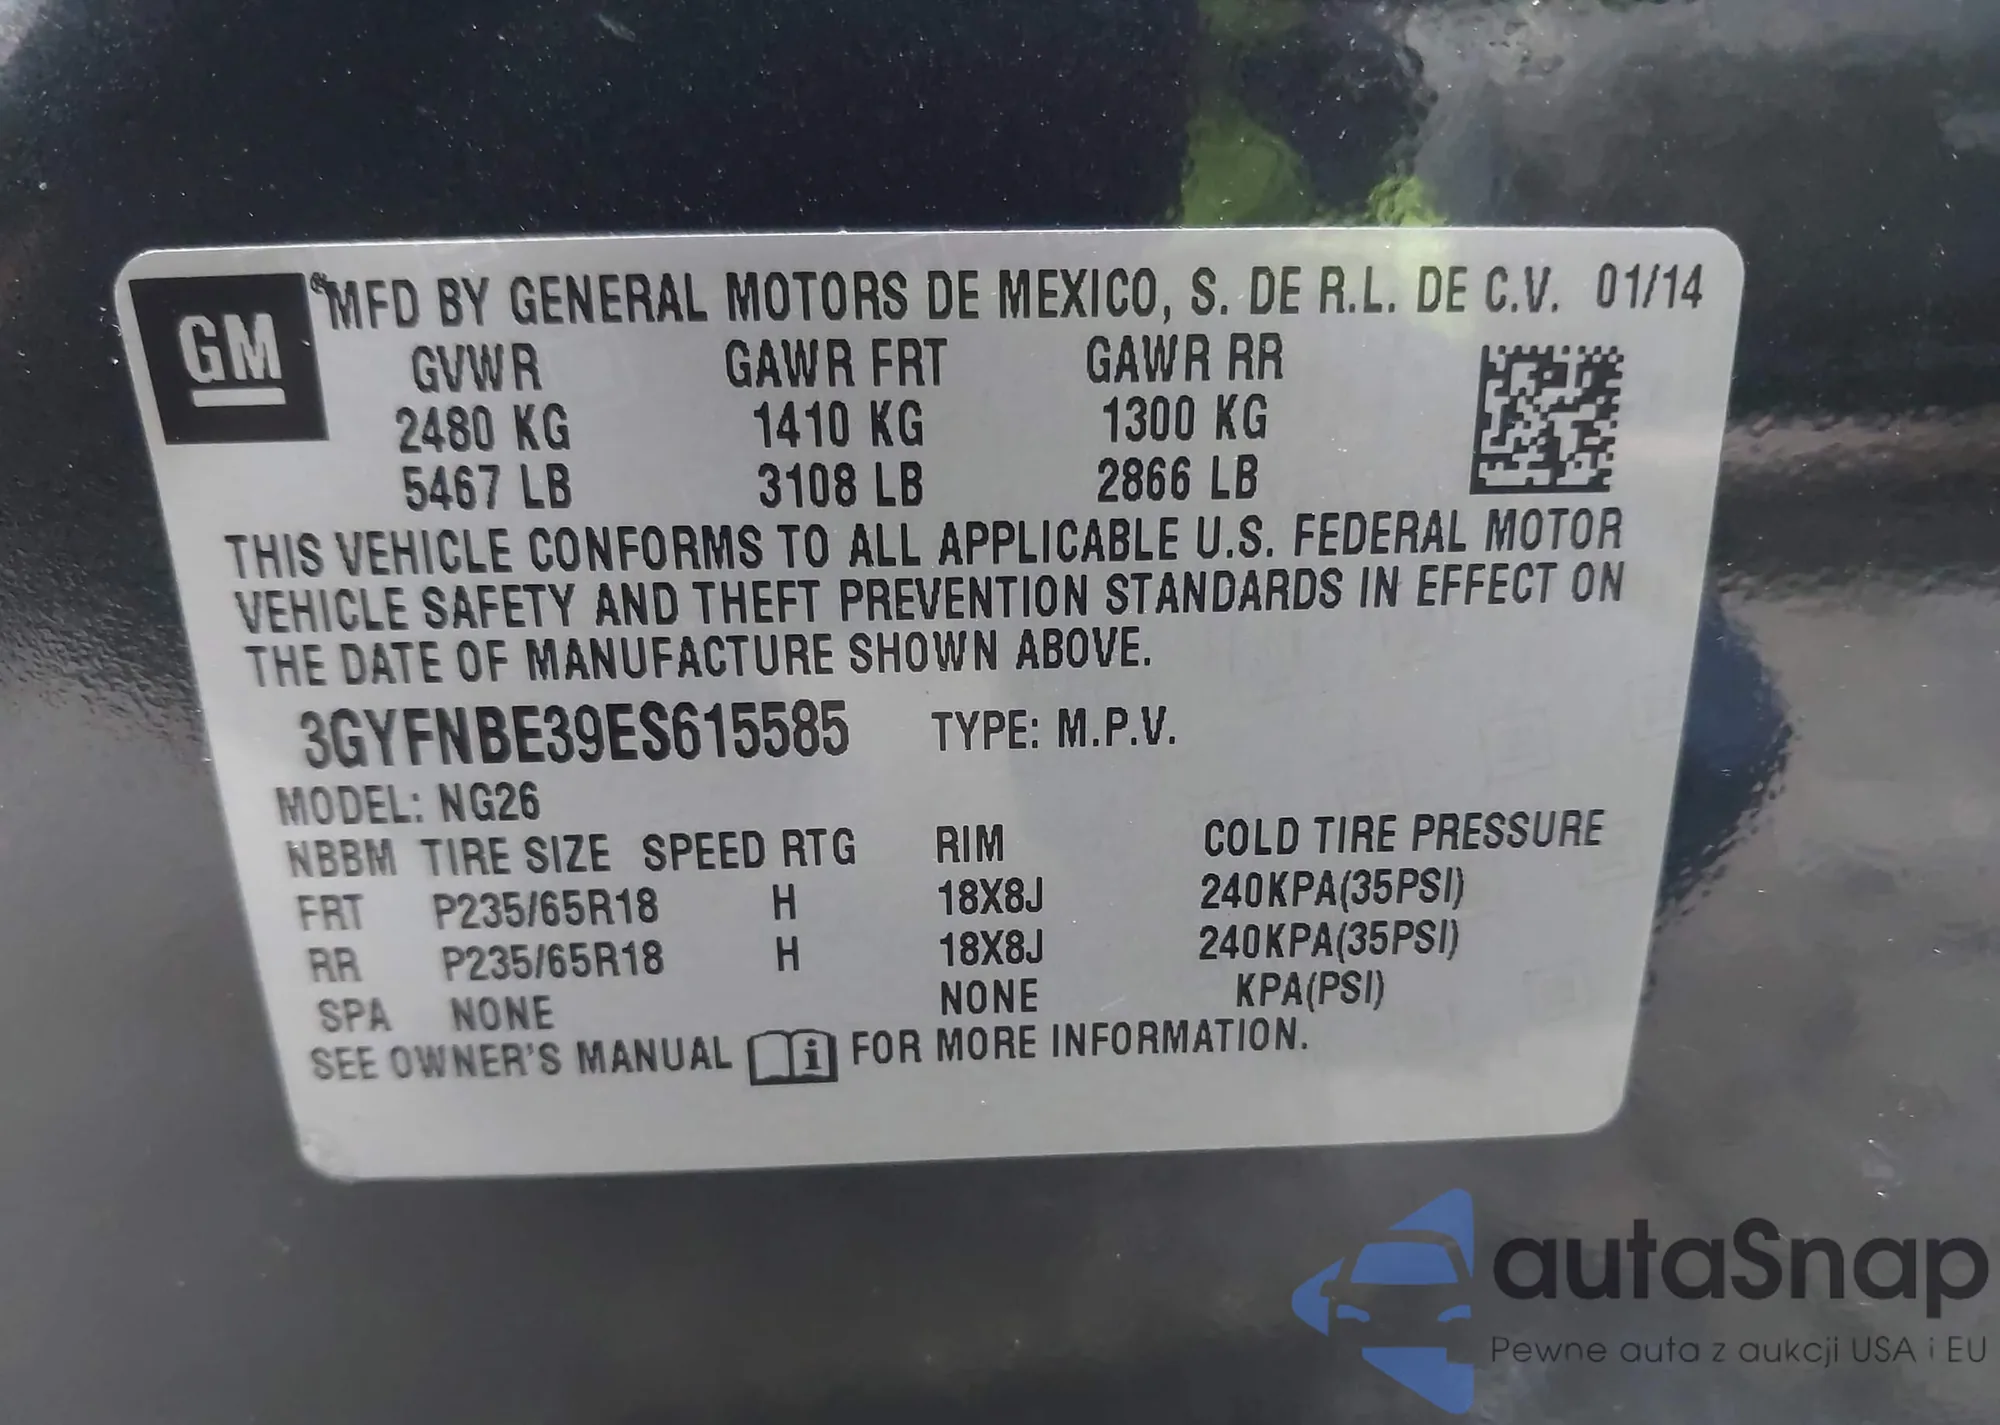 GM
MFD BY GENERAL MOTORS DE MEXICO, S. DE R.L. DE C.V. 01/14
GVWR GAWR FRT GAWR RR
2480 KG 1410 KG 1300 KG
5467 LB 3108 LB 2866 LB
THIS VEHICLE CONFORMS TO ALL APPLICABLE U.S. FEDERAL MOTOR
VEHICLE SAFETY AND THEFT PREVENTION STANDARDS IN EFFECT ON
THE DATE OF MANUFACTURE SHOWN ABOVE.
3GYFNBE39ES615585 TYPE: M.P.V.
MODEL: NG26
NBBM TIRE SIZE SPEED RTG RIM COLD TIRE PRESSURE
FRT P235/65R18 H 18X8J 240KPA(35PSI)
RR P235/65R18 H 18X8J 240KPA(35PSI)
SPA NONE NONE KPA(PSI)
SEE OWNER'S MANUAL i FOR MORE INFORMATION.
autaSnap
Pewne auta z aukcji USA i EU